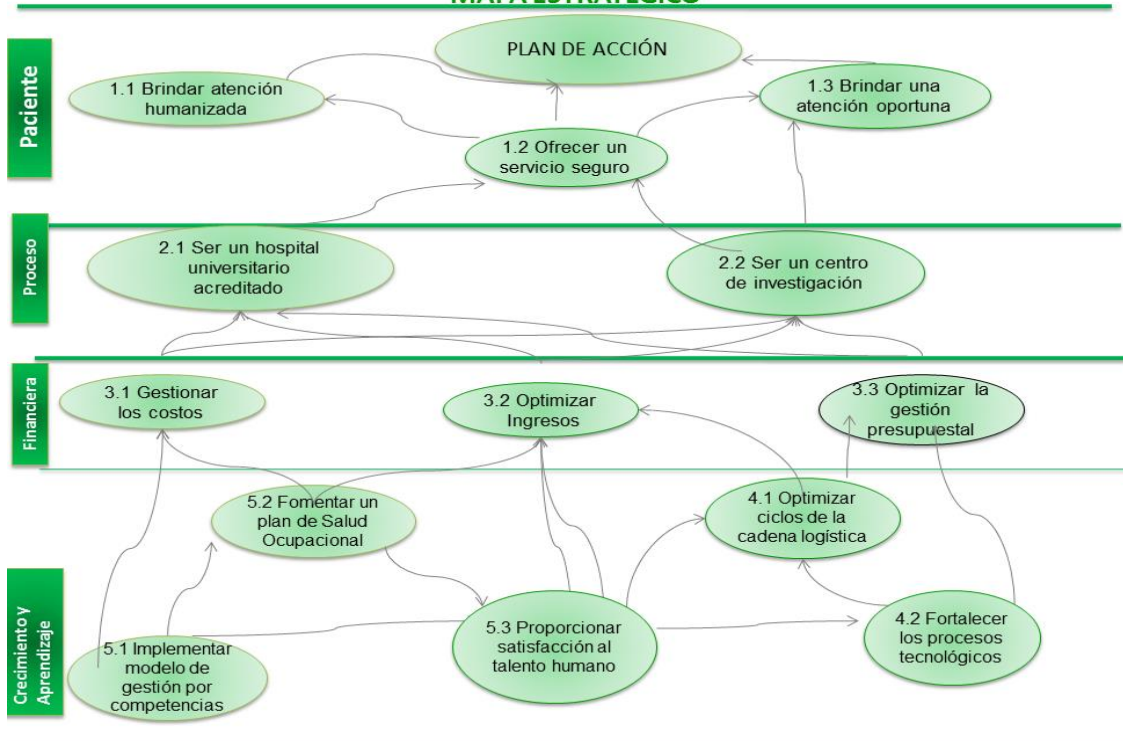 MAPA ESTRATÉGICO
Paciente
PLAN DE ACCIÓN
1.1 Brindar atención
humanizada
1.3 Brindar una
atención oportuna
1.2 Ofrecer un
servicio seguro
Proceso
2.1 Ser un hospital
universitario
acreditado
2.2 Ser un centro
de investigación
Financiera
3.1 Gestionar
los costos
3.2 Optimizar
Ingresos
3.3 Optimizar la
gestión
presupuestal
Crecimiento y
Aprendizaje
5.2 Fomentar un
plan de Salud
Ocupacional
4.1 Optimizar
ciclos de la
cadena logística
5.1 Implementar
modelo de
gestión por
competencias
5.3 Proporcionar
satisfacción al
talento humano
4.2 Fortalecer
los procesos
tecnológicos